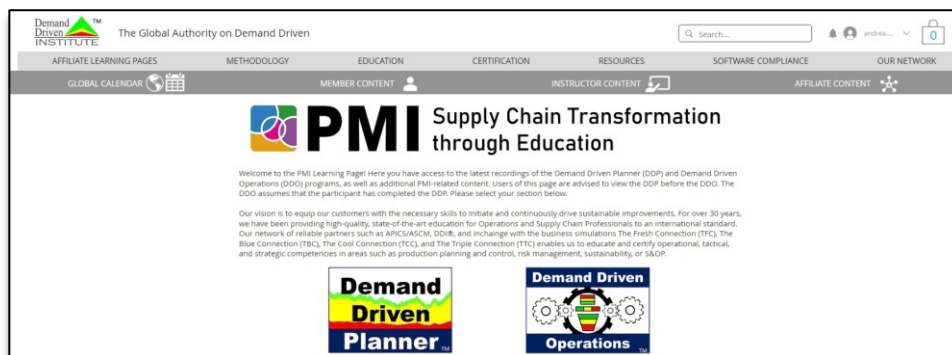 Demand
Driven
INSTITUTE
TM
The Global Authority on Demand Driven
Search...
andrea...
0
AFFILIATE LEARNING PAGES
METHODOLOGY
EDUCATION
CERTIFICATION
RESOURCES
SOFTWARE COMPLIANCE
OUR NETWORK
GLOBAL CALENDAR
MEMBER CONTENT
INSTRUCTOR CONTENT
AFFILIATE CONTENT
PMI
Supply Chain Transformation
through Education
Welcome to the PMI Learning Page! Here you have access to the latest recordings of the Demand Driven Planner (DDP) and Demand Driven
Operations (DDO) programs, as well as additional PMI-related content. Users of this page are advised to view the DDP before the DDO. The
DDO assumes that the participant has completed the DDP. Please select your section below.
Our vision is to equip our customers with the necessary skills to initiate and continuously drive sustainable improvements. For over 30 years,
we have been providing high-quality, state-of-the-art education for Operations and Supply Chain Professionals to an international standard.
Our network of reliable partners such as APICS/ASCM, DDI®, and Inchainge with the business simulations The Fresh Connection (TFC), The
Blue Connection (TBC), The Cool Connection (TCC), and The Triple Connection (TTC) enables us to educate and certify operational, tactical,
and strategic competencies in areas such as production planning and control, risk management, sustainability, or S&OP.
Demand
Driven
Planner
TM
Demand Driven
Operations
TM